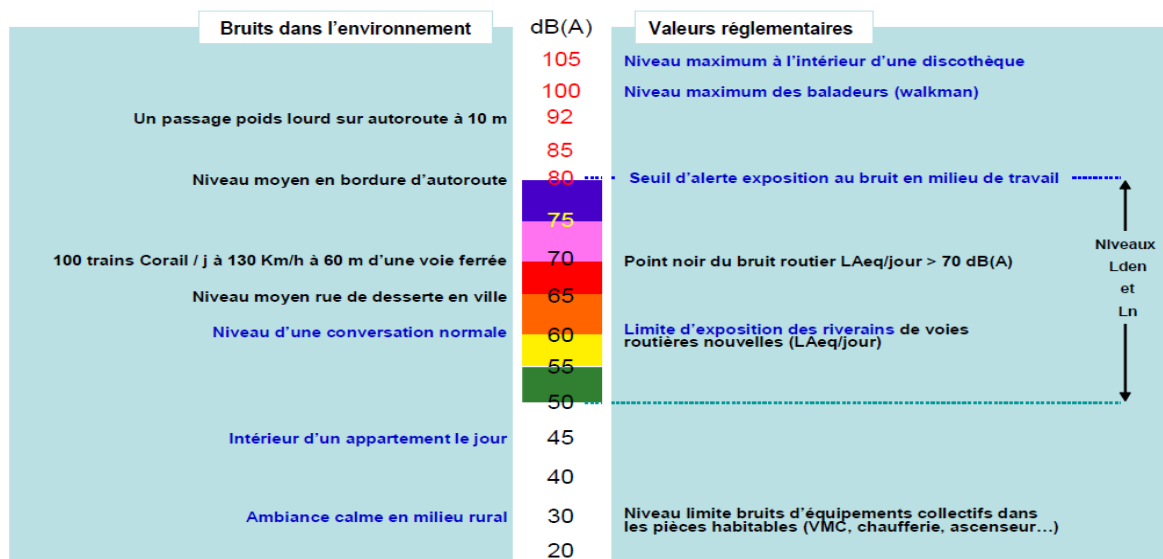 Bruits dans l'environnement dB(A) Valeurs réglementaires
105 Niveau maximum à l'intérieur d'une discothèque
100 Niveau maximum des baladeurs (walkman)
Un passage poids lourd sur autoroute à 10 m 92
85
Niveau moyen en bordure d'autoroute 80 Seuil d'alerte exposition au bruit en milieu de travail
75
100 trains Corail / j à 130 Km/h à 60 m d'une voie ferrée 70 Point noir du bruit routier LAeq/jour > 70 dB(A)
Niveau moyen rue de desserte en ville 65
Niveau d'une conversation normale 60 Limite d'exposition des riverains de voies
routières nouvelles (LAeq/jour)
55
50
Niveaux
Lden
et
Ln
Intérieur d'un appartement le jour 45
40
Ambiance calme en milieu rural 30 Niveau limite bruits d'équipements collectifs dans
les pièces habitables (VMC, chaufferie, ascenseur…)
20